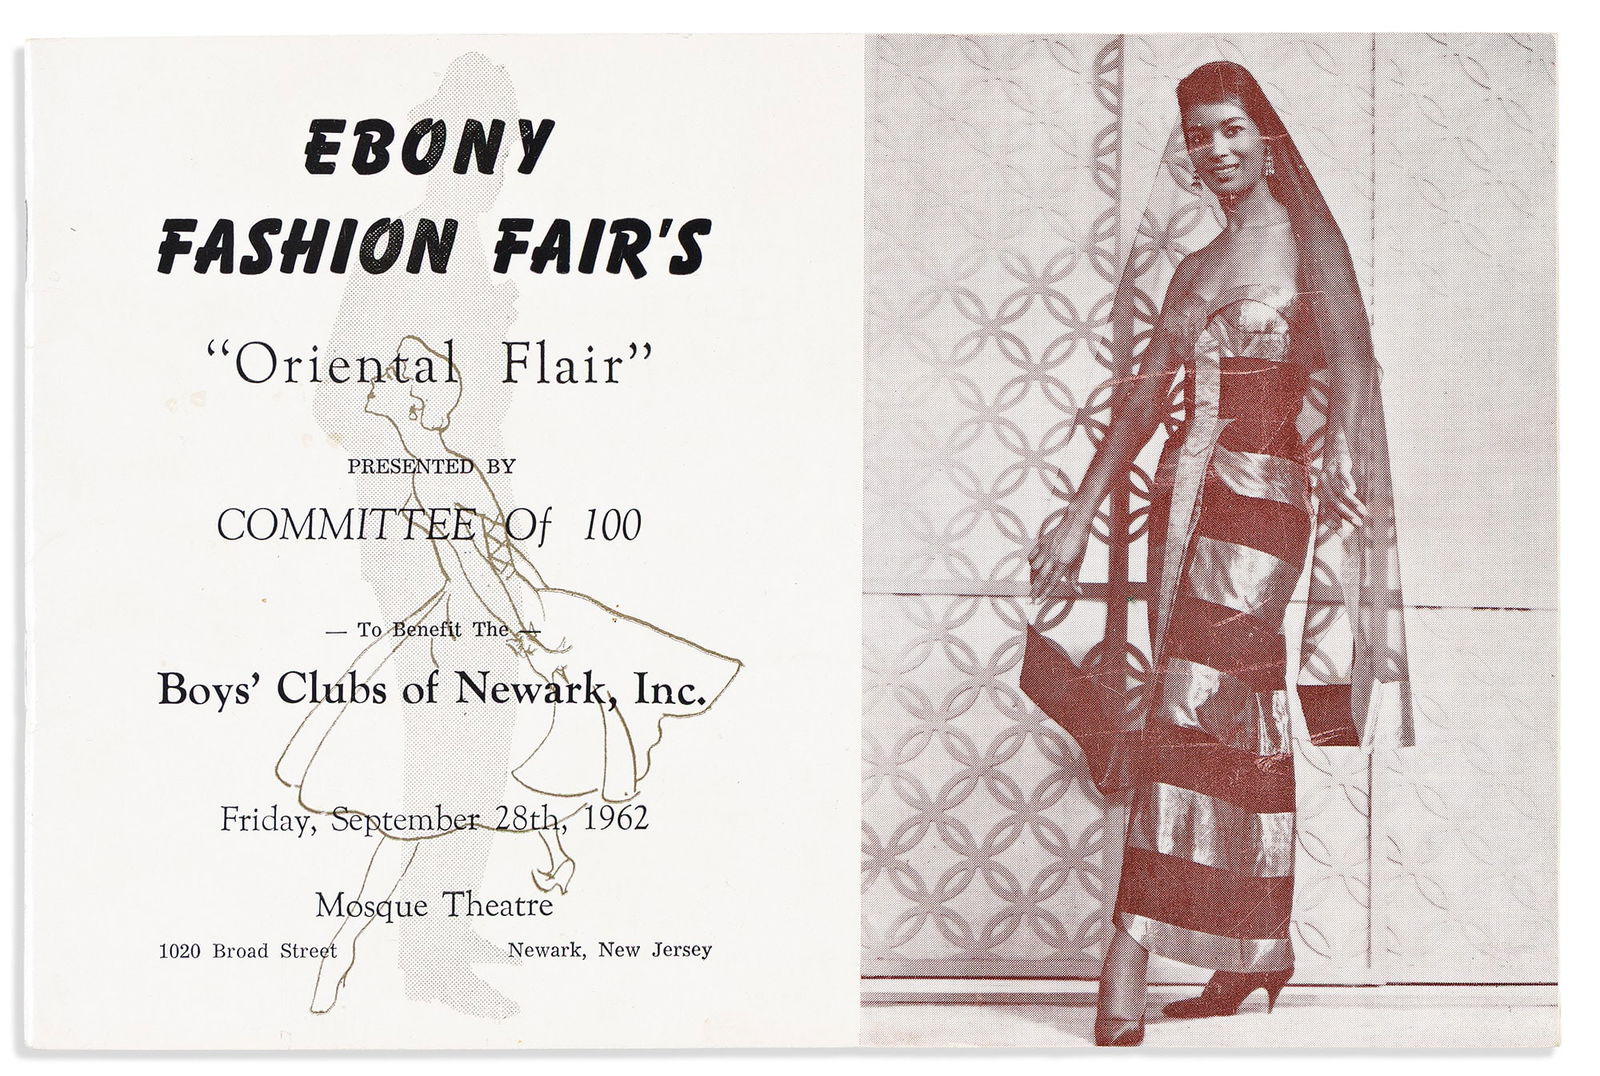 EBONY
FASHION FAIR'S
“Oriental Flair”
PRESENTED BY
COMMITTEE Of 100
— To Benefit The —
Boys’ Clubs of Newark, Inc.
Friday, September 28th, 1962
Mosque Theatre
1020 Broad Street Newark, New Jersey